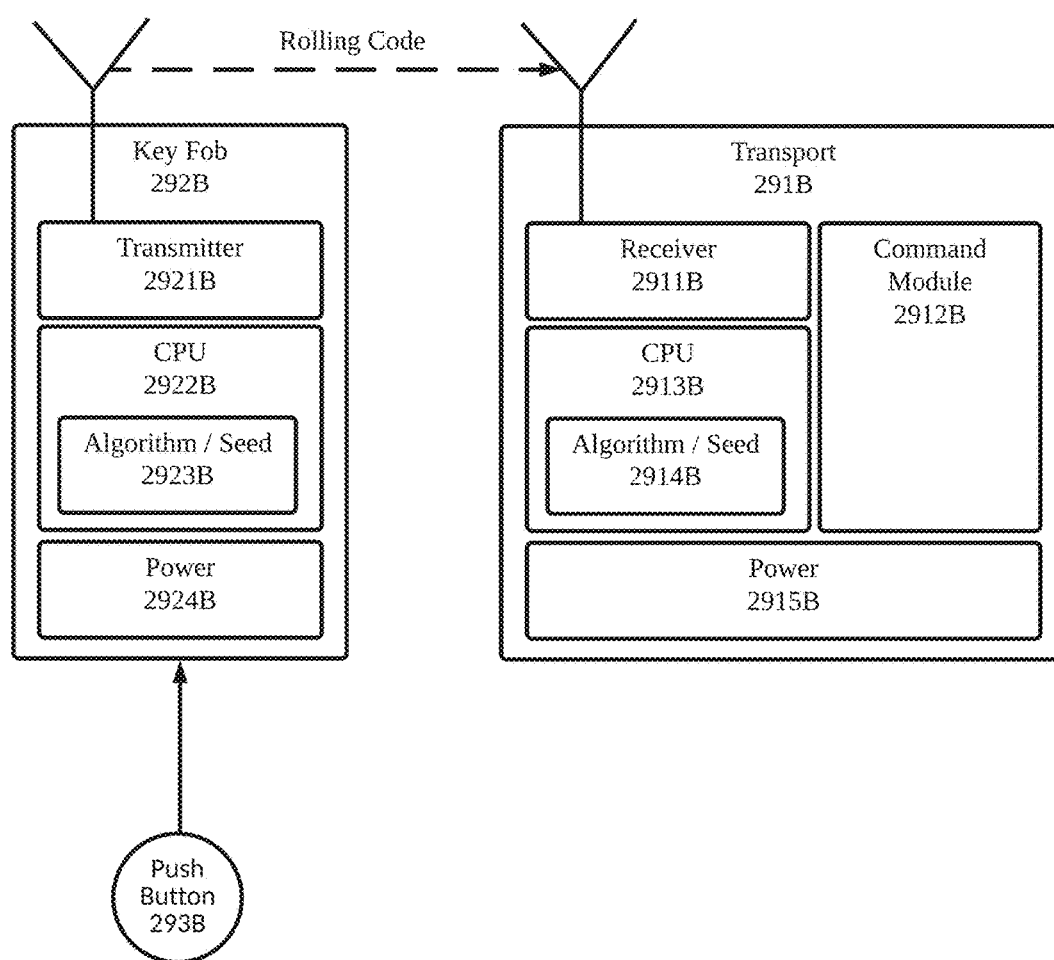 Rolling Code
Key Fob
292B
Transmitter
2921B
CPU
2922B
Algorithm / Seed
2923B
Power
2924B
Push
Button
293B
Transport
291B
Receiver
2911B
Command
Module
2912B
CPU
2913B
Algorithm / Seed
2914B
Power
2915B